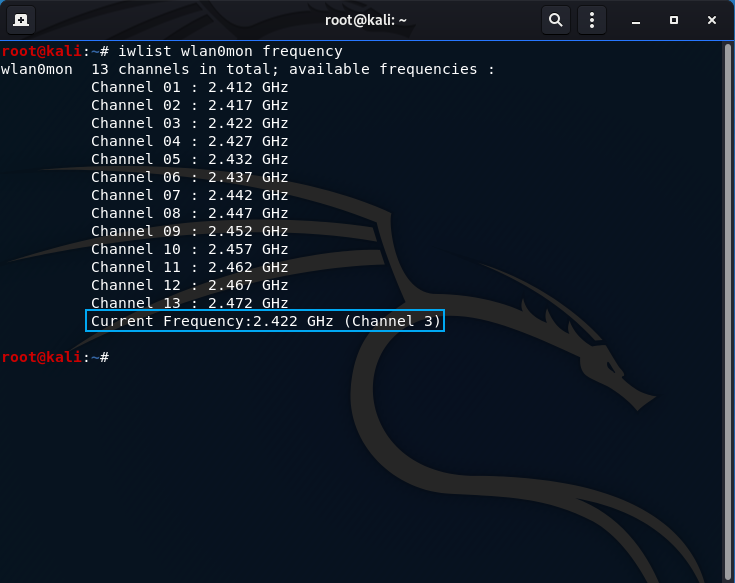 root@kali: ~
root@kali:~# iwlist wlan0mon frequency
wlan0mon  13 channels in total; available frequencies :
          Channel 01 : 2.412 GHz
          Channel 02 : 2.417 GHz
          Channel 03 : 2.422 GHz
          Channel 04 : 2.427 GHz
          Channel 05 : 2.432 GHz
          Channel 06 : 2.437 GHz
          Channel 07 : 2.442 GHz
          Channel 08 : 2.447 GHz
          Channel 09 : 2.452 GHz
          Channel 10 : 2.457 GHz
          Channel 11 : 2.462 GHz
          Channel 12 : 2.467 GHz
          Channel 13 : 2.472 GHz
          Current Frequency:2.422 GHz (Channel 3)
root@kali:~#